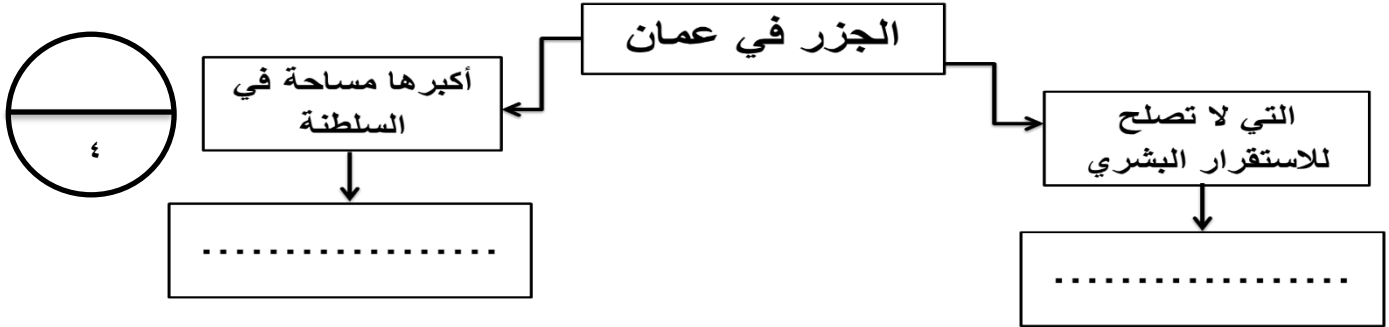 الجزر في عمان
التي لا تصلح
للاستقرار البشري
....................
أكبرها مساحة في
السلطنة
....................
٤